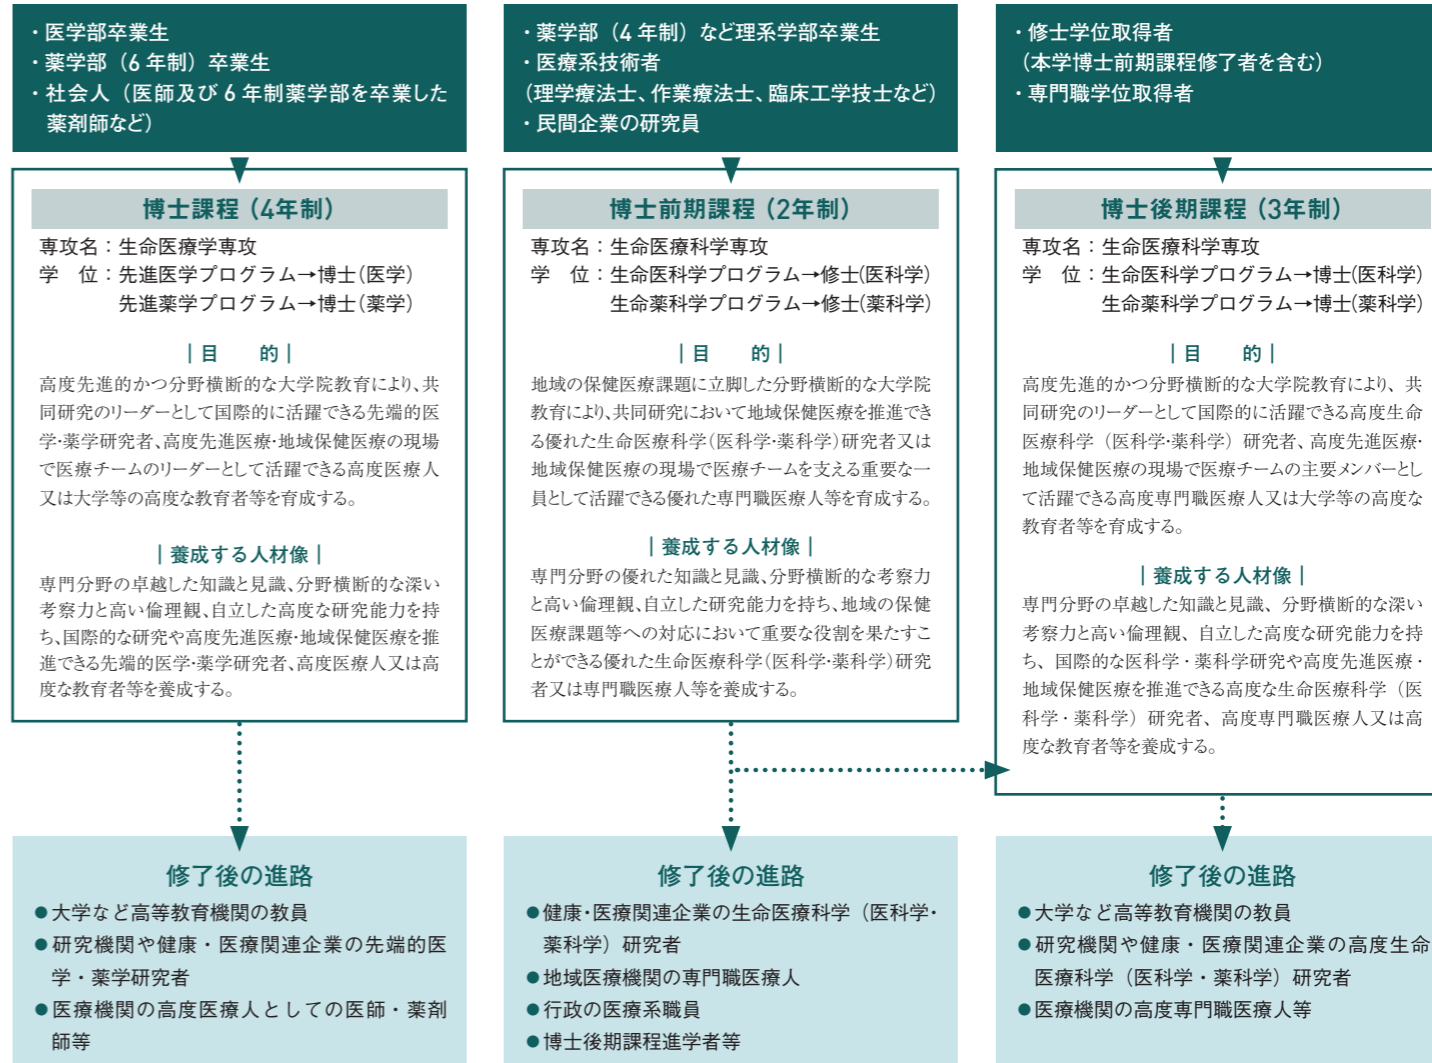 ・医学部卒業生
・薬学部（6 年制）卒業生
・社会人（医師及び 6 年制薬学部を卒業した
薬剤師など）
博士課程（4年制）
専攻名：生命医療学専攻
学　位：先進医学プログラム→博士(医学)
先進薬学プログラム→博士(薬学)
| 目　的 |
高度先進的かつ分野横断的な大学院教育により、共
同研究のリーダーとして国際的に活躍できる先端的医
学・薬学研究者、高度先進医療・地域保健医療の現場
で医療チームのリーダーとして活躍できる高度医療人
又は大学等の高度な教育者等を育成する。
| 養成する人材像 |
専門分野の卓越した知識と見識、分野横断的な深い
考察力と高い倫理観、自立した高度な研究能力を持
ち、国際的な研究や高度先進医療・地域保健医療を推
進できる先端的医学・薬学研究者、高度医療人又は高
度な教育者等を養成する。
修了後の進路
●大学など高等教育機関の教員
●研究機関や健康・医療関連企業の先端的医
学・薬学研究者
●医療機関の高度医療人としての医師・薬剤
師等
・薬学部（4 年制）など理系学部卒業生
・医療系技術者
（理学療法士、作業療法士、臨床工学技士など）
・民間企業の研究員
博士前期課程（2年制）
専攻名：生命医療科学専攻
学　位：生命医科学プログラム→修士(医科学)
生命薬科学プログラム→修士(薬科学)
| 目　的 |
地域の保健医療課題に立脚した分野横断的な大学院
教育により、共同研究において地域保健医療を推進でき
る優れた生命医療科学(医科学・薬科学)研究者又は
地域保健医療の現場で医療チームを支える重要な一
員として活躍できる優れた専門職医療人等を育成する。
| 養成する人材像 |
専門分野の優れた知識と見識、分野横断的な考察力
と高い倫理観、自立した研究能力を持ち、地域の保健
医療課題等への対応において重要な役割を果たすこ
とができる優れた生命医療科学(医科学・薬科学)研究
者又は専門職医療人等を養成する。
修了後の進路
●健康・医療関連企業の生命医療科学（医科学・
薬科学）研究者
●地域医療機関の専門職医療人
●行政の医療系職員
●博士後期課程進学者等
・修士学位取得者
（本学博士前期課程修了者を含む）
・専門職学位取得者
博士後期課程（3年制）
専攻名：生命医療科学専攻
学　位：生命医科学プログラム→博士(医科学)
生命薬科学プログラム→博士(薬科学)
| 目　的 |
高度先進的かつ分野横断的な大学院教育により、共
同研究のリーダーとして国際的に活躍できる高度生命
医療科学（医科学・薬科学）研究者、高度先進医療・
地域保健医療の現場で医療チームの主要メンバーとし
て活躍できる高度専門職医療人又は大学等の高度な
教育者等を育成する。
| 養成する人材像 |
専門分野の卓越した知識と見識、分野横断的な深い
考察力と高い倫理観、自立した高度な研究能力を持
ち、国際的な医科学・薬科学研究や高度先進医療・
地域保健医療を推進できる高度な生命医療科学（医
科学・薬科学）研究者、高度専門職医療人又は高
度な教育者等を養成する。
修了後の進路
●大学など高等教育機関の教員
●研究機関や健康・医療関連企業の高度生命
医療科学（医科学・薬科学）研究者
●医療機関の高度専門職医療人等